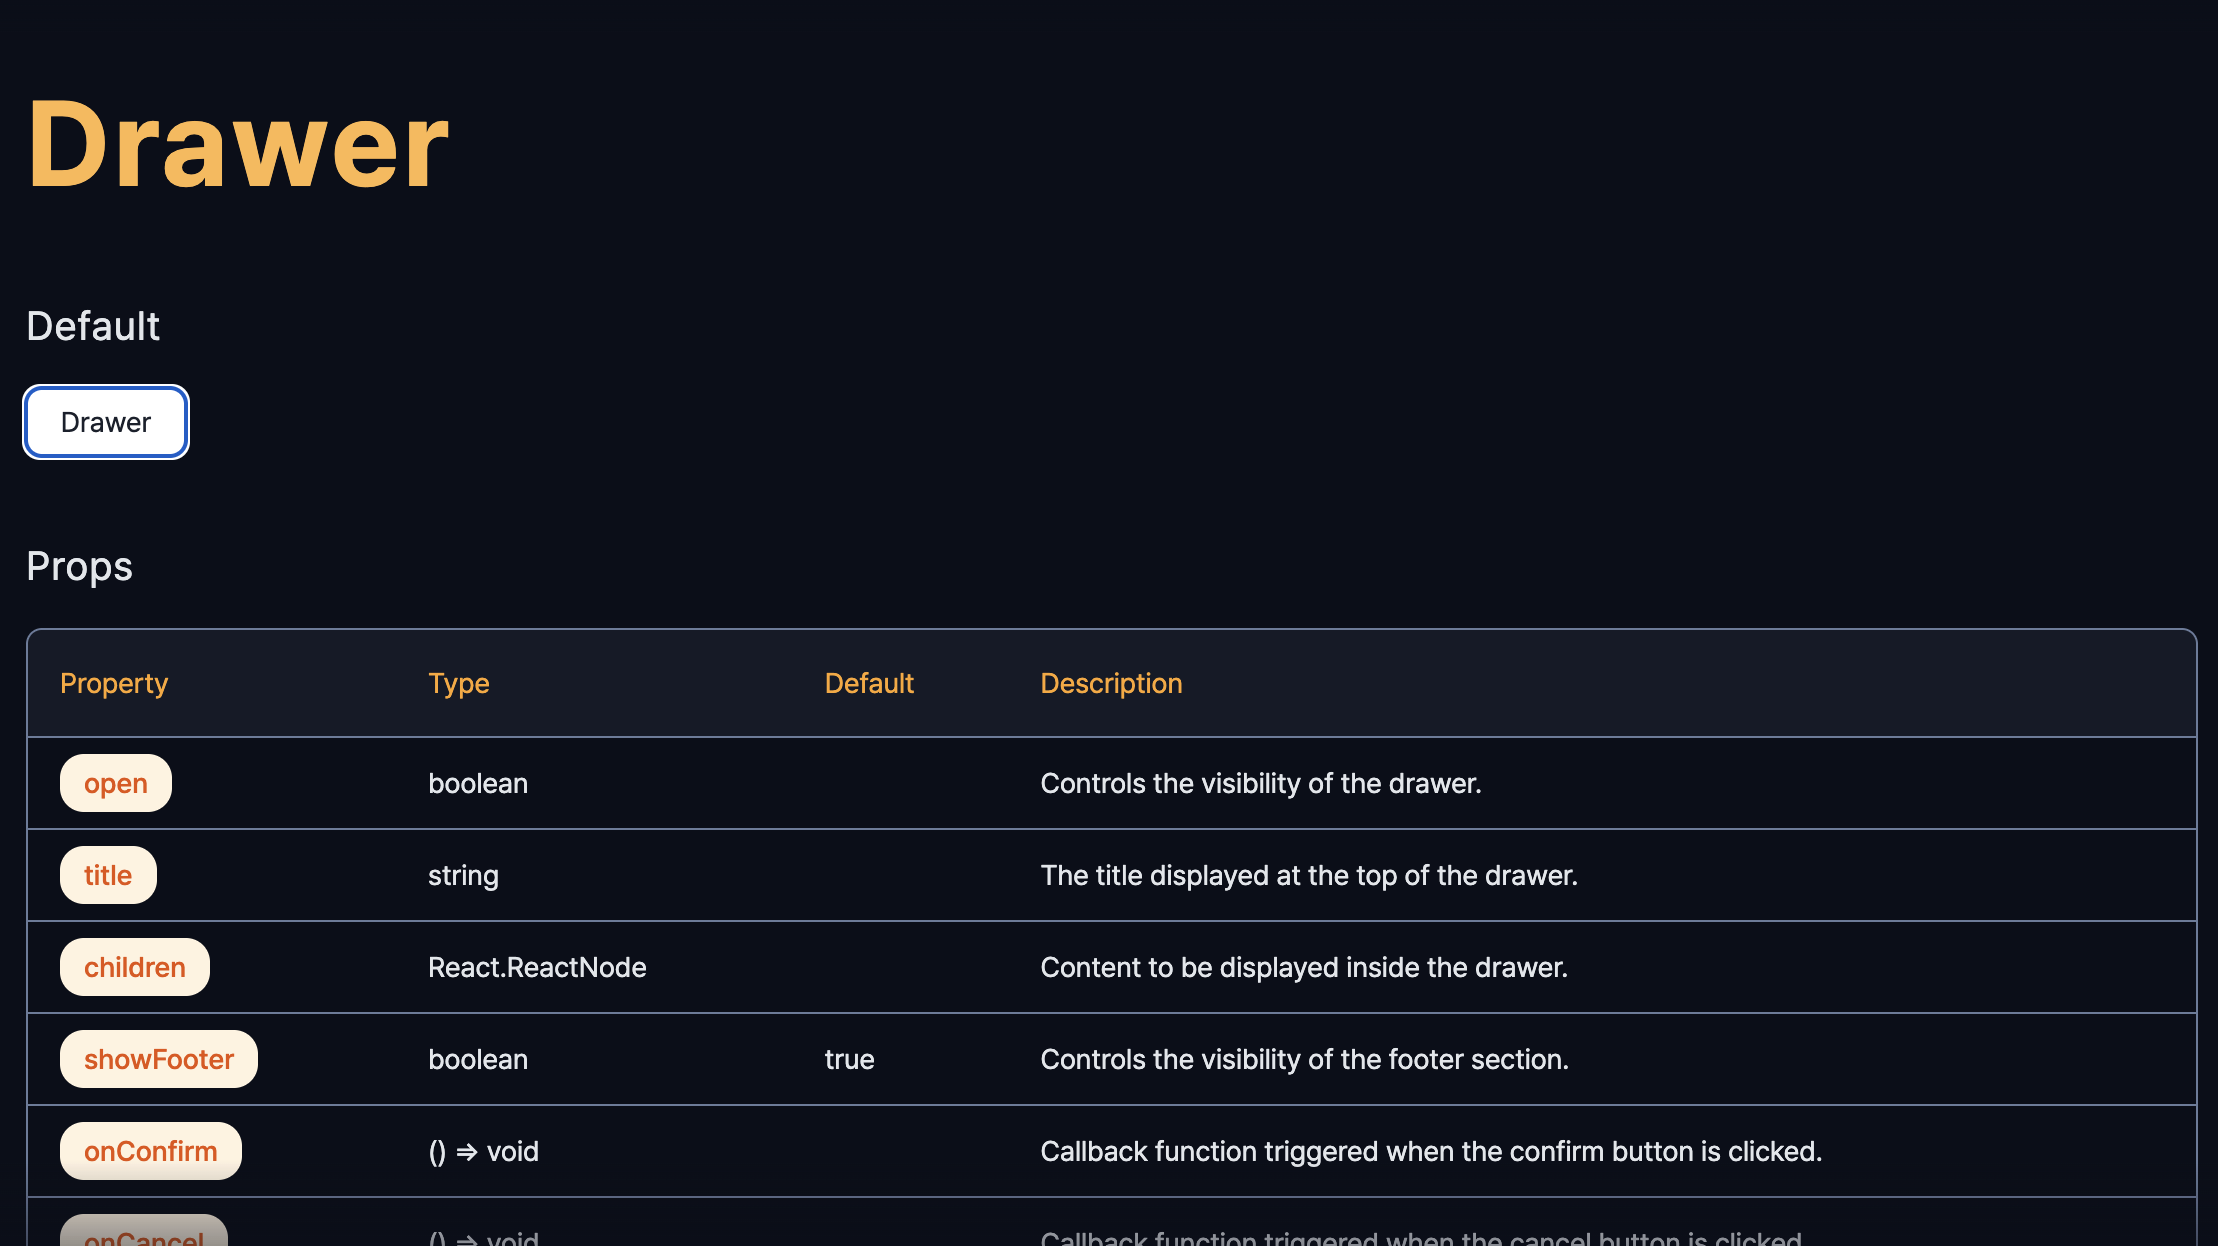 Drawer
Default
Drawer
Props
Property Type Default Description
open boolean Controls the visibility of the drawer.
title string The title displayed at the top of the drawer.
children React.ReactNode Content to be displayed inside the drawer.
showFooter boolean true Controls the visibility of the footer section.
onConfirm () => void Callback function triggered when the confirm button is clicked.
onCancel () => void Callback function triggered when the cancel button is clicked.